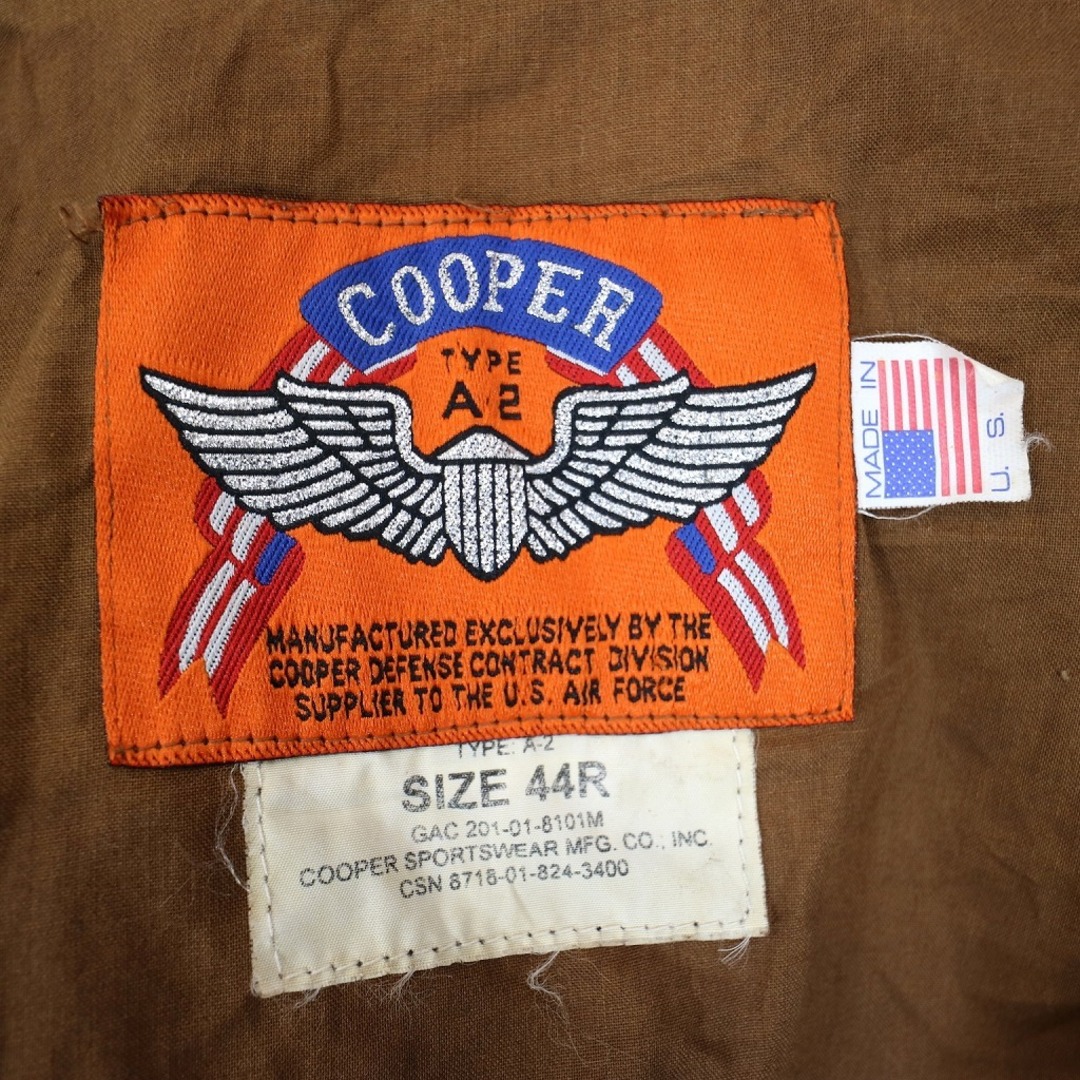 COOPER
TYPE
A-2
MANUFACTURED EXCLUSIVELY BY THE
COOPER DEFENSE CONTRACT DIVISION
SUPPLIER TO THE U.S. AIR FORCE
MADE IN
U. S.
TYPE: A-2
SIZE 44R
GAC 201-01-8101M
COOPER SPORTSWEAR MFG. CO., INC.
CSN 8718-01-824-3400